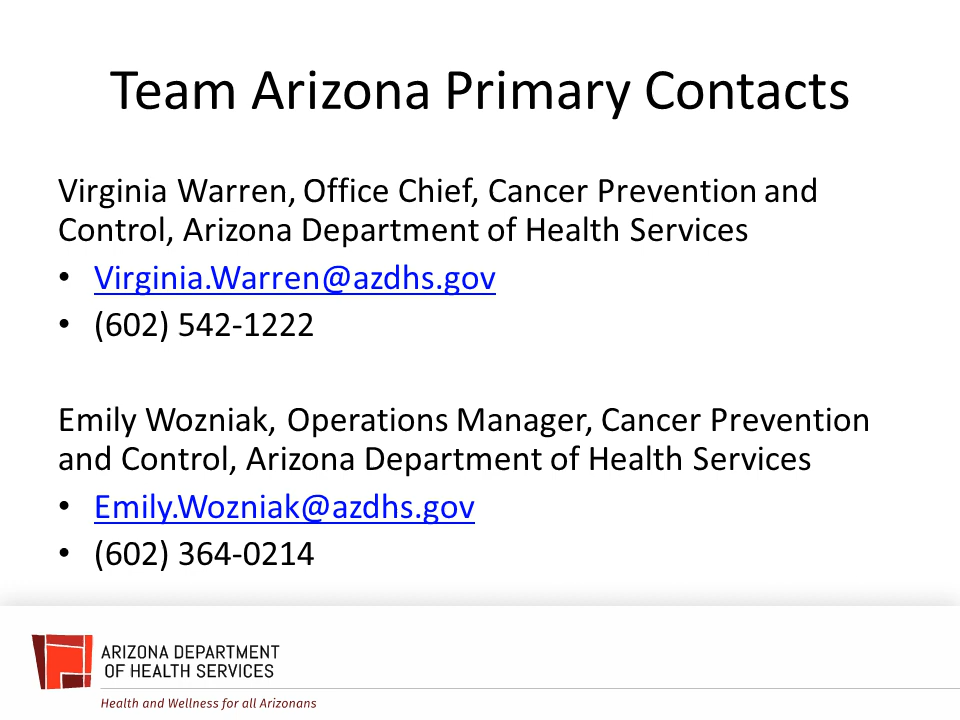 Team Arizona Primary Contacts
Virginia Warren, Office Chief, Cancer Prevention and
Control, Arizona Department of Health Services
• Virginia.Warren@azdhs.gov
• (602) 542-1222
Emily Wozniak, Operations Manager, Cancer Prevention
and Control, Arizona Department of Health Services
• Emily.Wozniak@azdhs.gov
• (602) 364-0214
ARIZONA DEPARTMENT
OF HEALTH SERVICES
Health and Wellness for all Arizonans